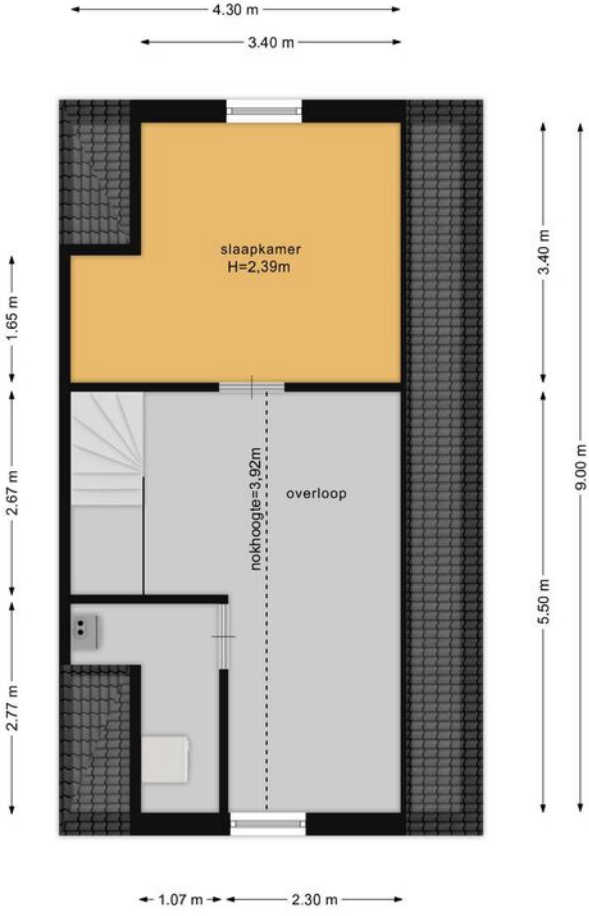 4.30 m
3.40 m
slaapkamer
H=2,39m
3.40 m
1.65 m
9.00 m
2.67 m
nokhoogte=3,92m
overloop
5.50 m
2.77 m
1.07 m
2.30 m